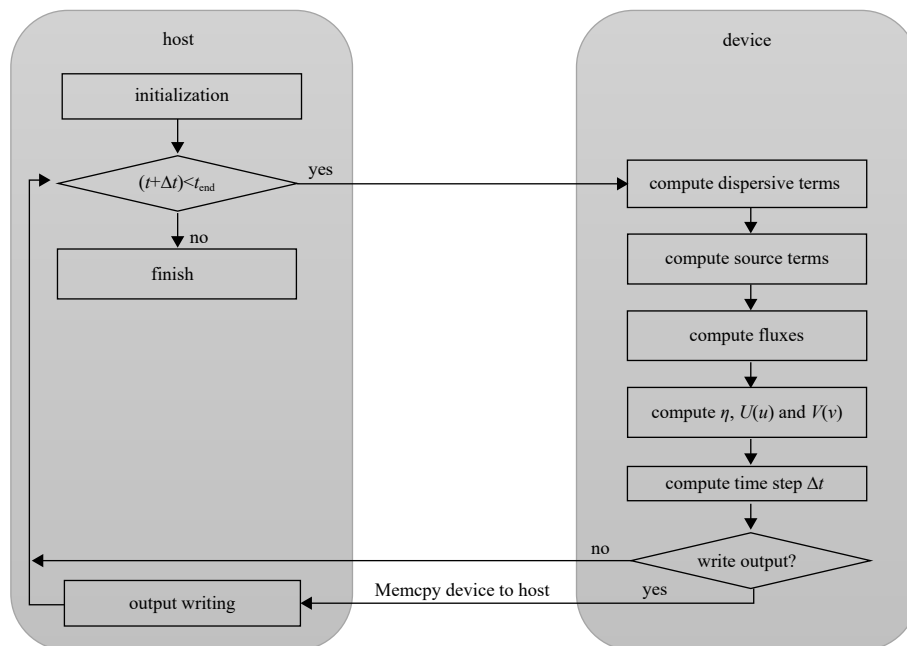 host
initialization
(t+Δt)<t_end
yes
no
finish
device
compute dispersive terms
compute source terms
compute fluxes
compute η, U(u) and V(v)
compute time step Δt
write output?
no
yes
Memcpy device to host
output writing